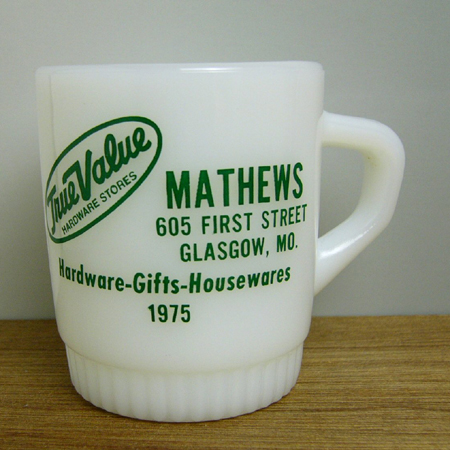 True Value
HARDWARE STORES
MATHEWS
605 FIRST STREET
GLASGOW, MO.
Hardware-Gifts-Housewares
1975